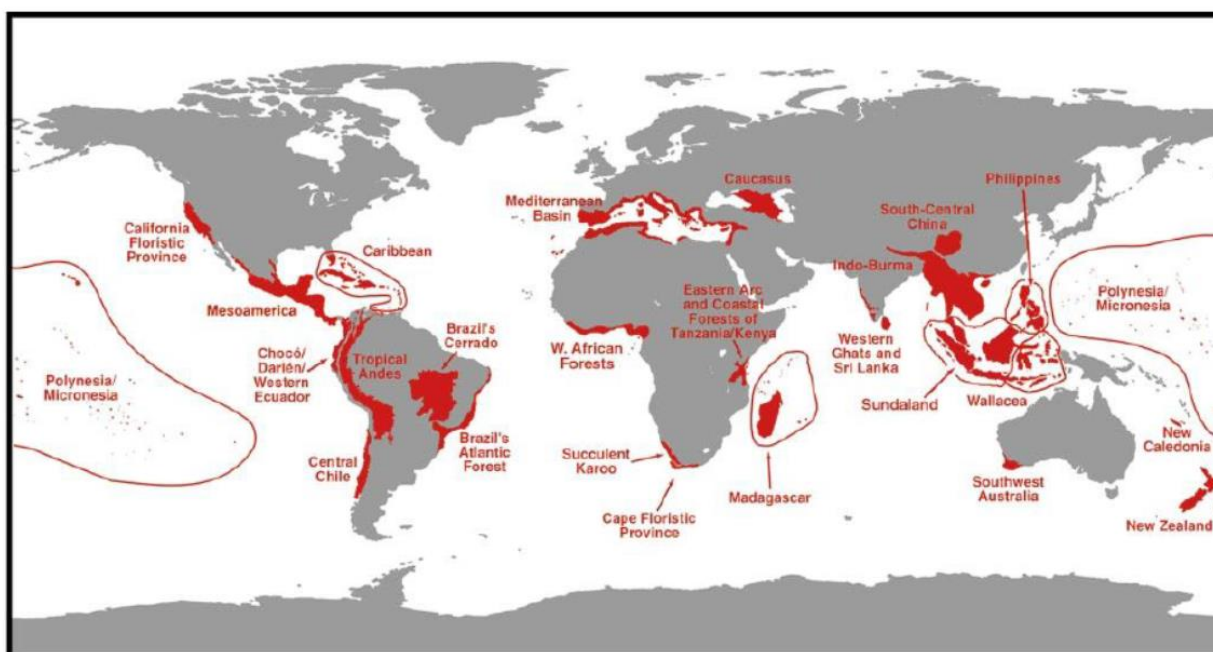 California
Floristic
Province
Mesoamerica
Caribbean
Polynesia/
Micronesia
Chocó/
Darién/
Western
Ecuador
Tropical
Andes
Brazil's
Cerrado
Central
Chile
Brazil's
Atlantic
Forest
Mediterranean
Basin
Caucasus
W. African
Forests
Eastern Arc
and Coastal
Forests of
Tanzania/Kenya
Succulent
Karoo
Cape Floristic
Province
Madagascar
Philippines
South-Central
China
Indo-Burma
Western
Ghats and
Sri Lanka
Sundaland
Wallacea
Polynesia/
Micronesia
New
Caledonia
Southwest
Australia
New Zealand